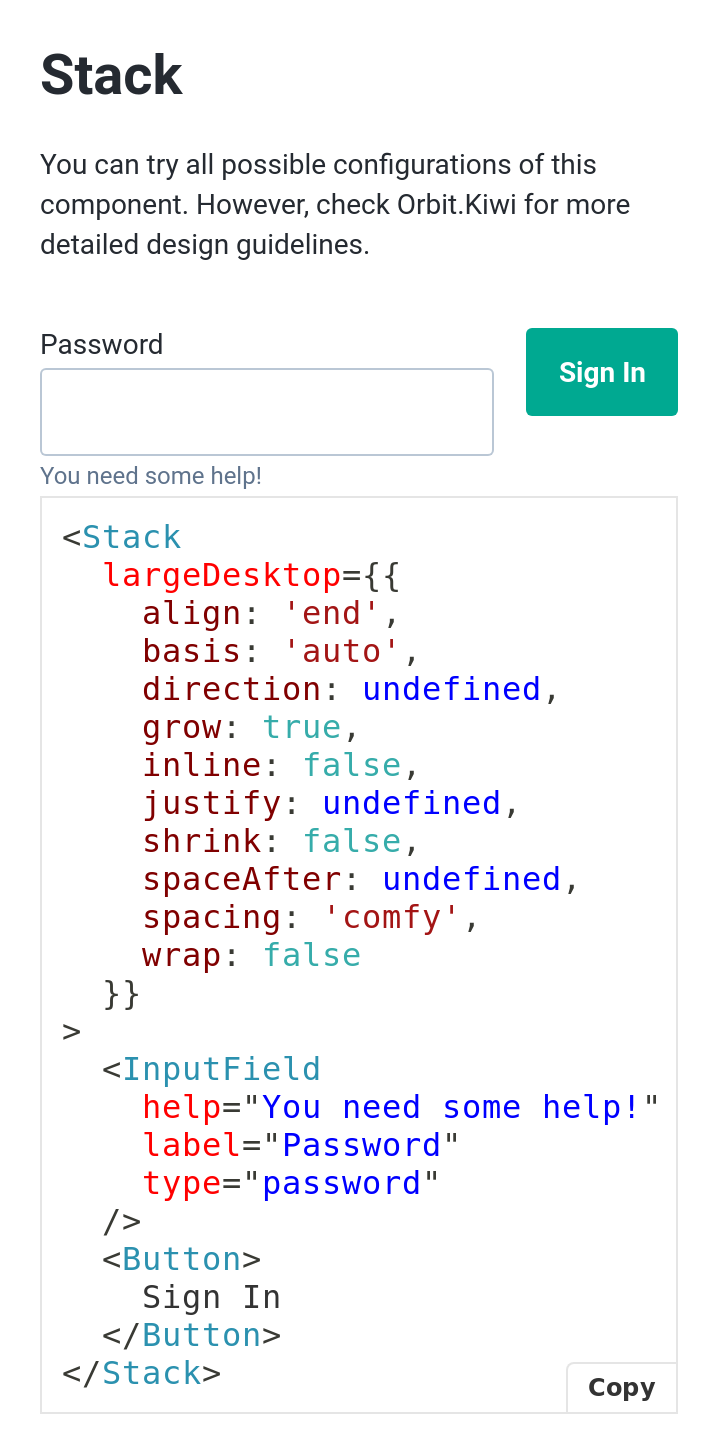 Stack
You can try all possible configurations of this
component. However, check Orbit.Kiwi for more
detailed design guidelines.
Password
Sign In
You need some help!
<Stack
  largeDesktop={{
    align: 'end',
    basis: 'auto',
    direction: undefined,
    grow: true,
    inline: false,
    justify: undefined,
    shrink: false,
    spaceAfter: undefined,
    spacing: 'comfy',
    wrap: false
  }}
>
  <InputField
    help="You need some help!"
    label="Password"
    type="password"
  />
  <Button>
    Sign In
  </Button>
</Stack>
Copy